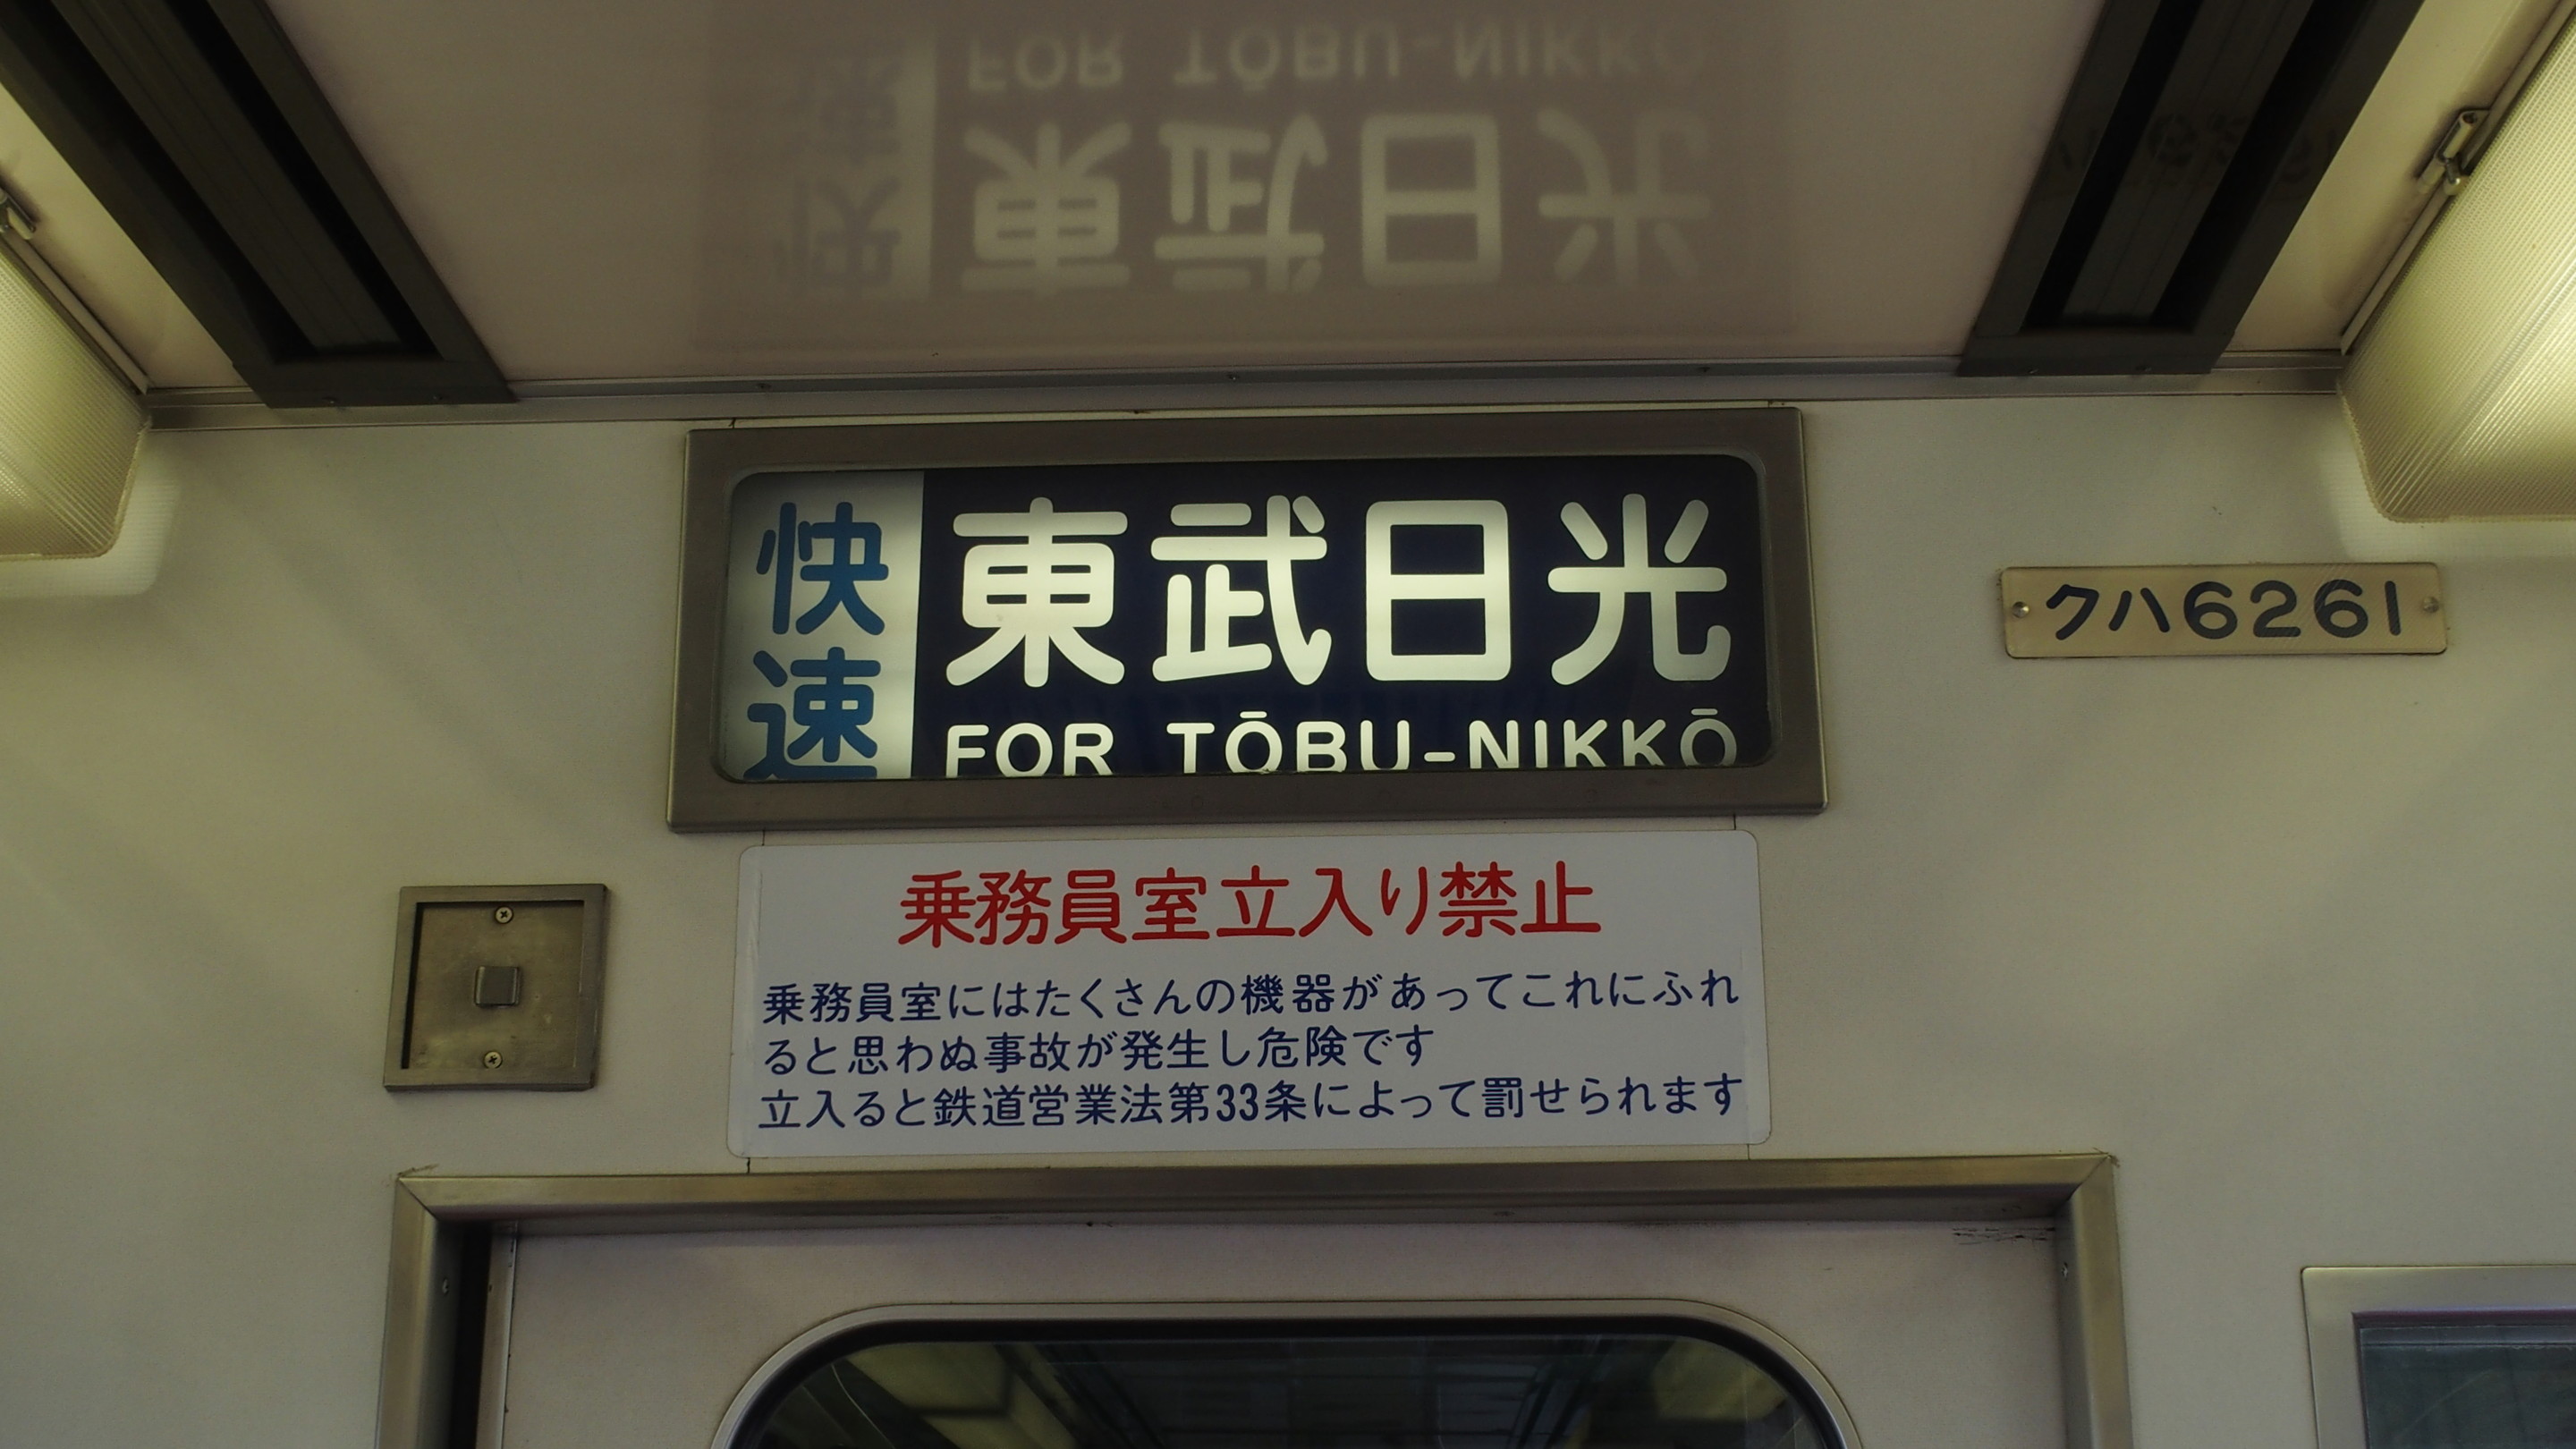 快速
東武日光
FOR TŌBU-NIKKŌ
クハ6261
乗務員室立入り禁止
乗務員室にはたくさんの機器があってこれにふれ
ると思わぬ事故が発生し危険です
立入ると鉄道営業法第33条によって罰せられます